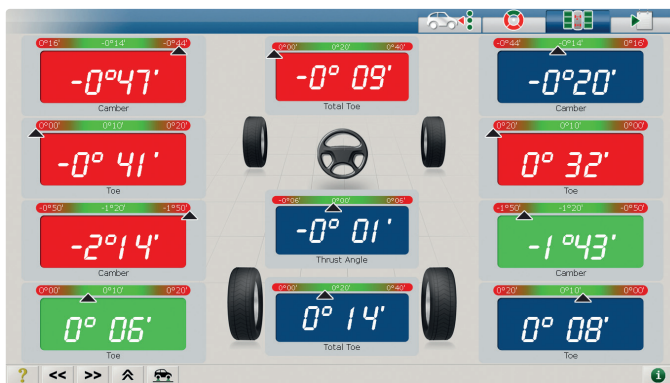 0°16' -0°14' -0°44'
-0°47'
Camber
0°00' 0°20' 0°40'
-0° 09'
Total Toe
-0°44' -0°14' 0°16'
-0°20'
Camber
0°00' 0°10' 0°20'
-0° 41'
Toe
0°20' 0°10' 0°00'
0° 32'
Toe
-0°50' -1°20' -1°50'
-2°14'
Camber
-0°06' 0°00' 0°06'
-0° 01'
Thrust Angle
-1°50' -1°20' -0°50'
-1°43'
Camber
0°00' 0°10' 0°20'
0° 06'
Toe
0°00' 0°20' 0°40'
0° 14'
Total Toe
0°20' 0°10' 0°00'
0° 08'
Toe
? << >>
i